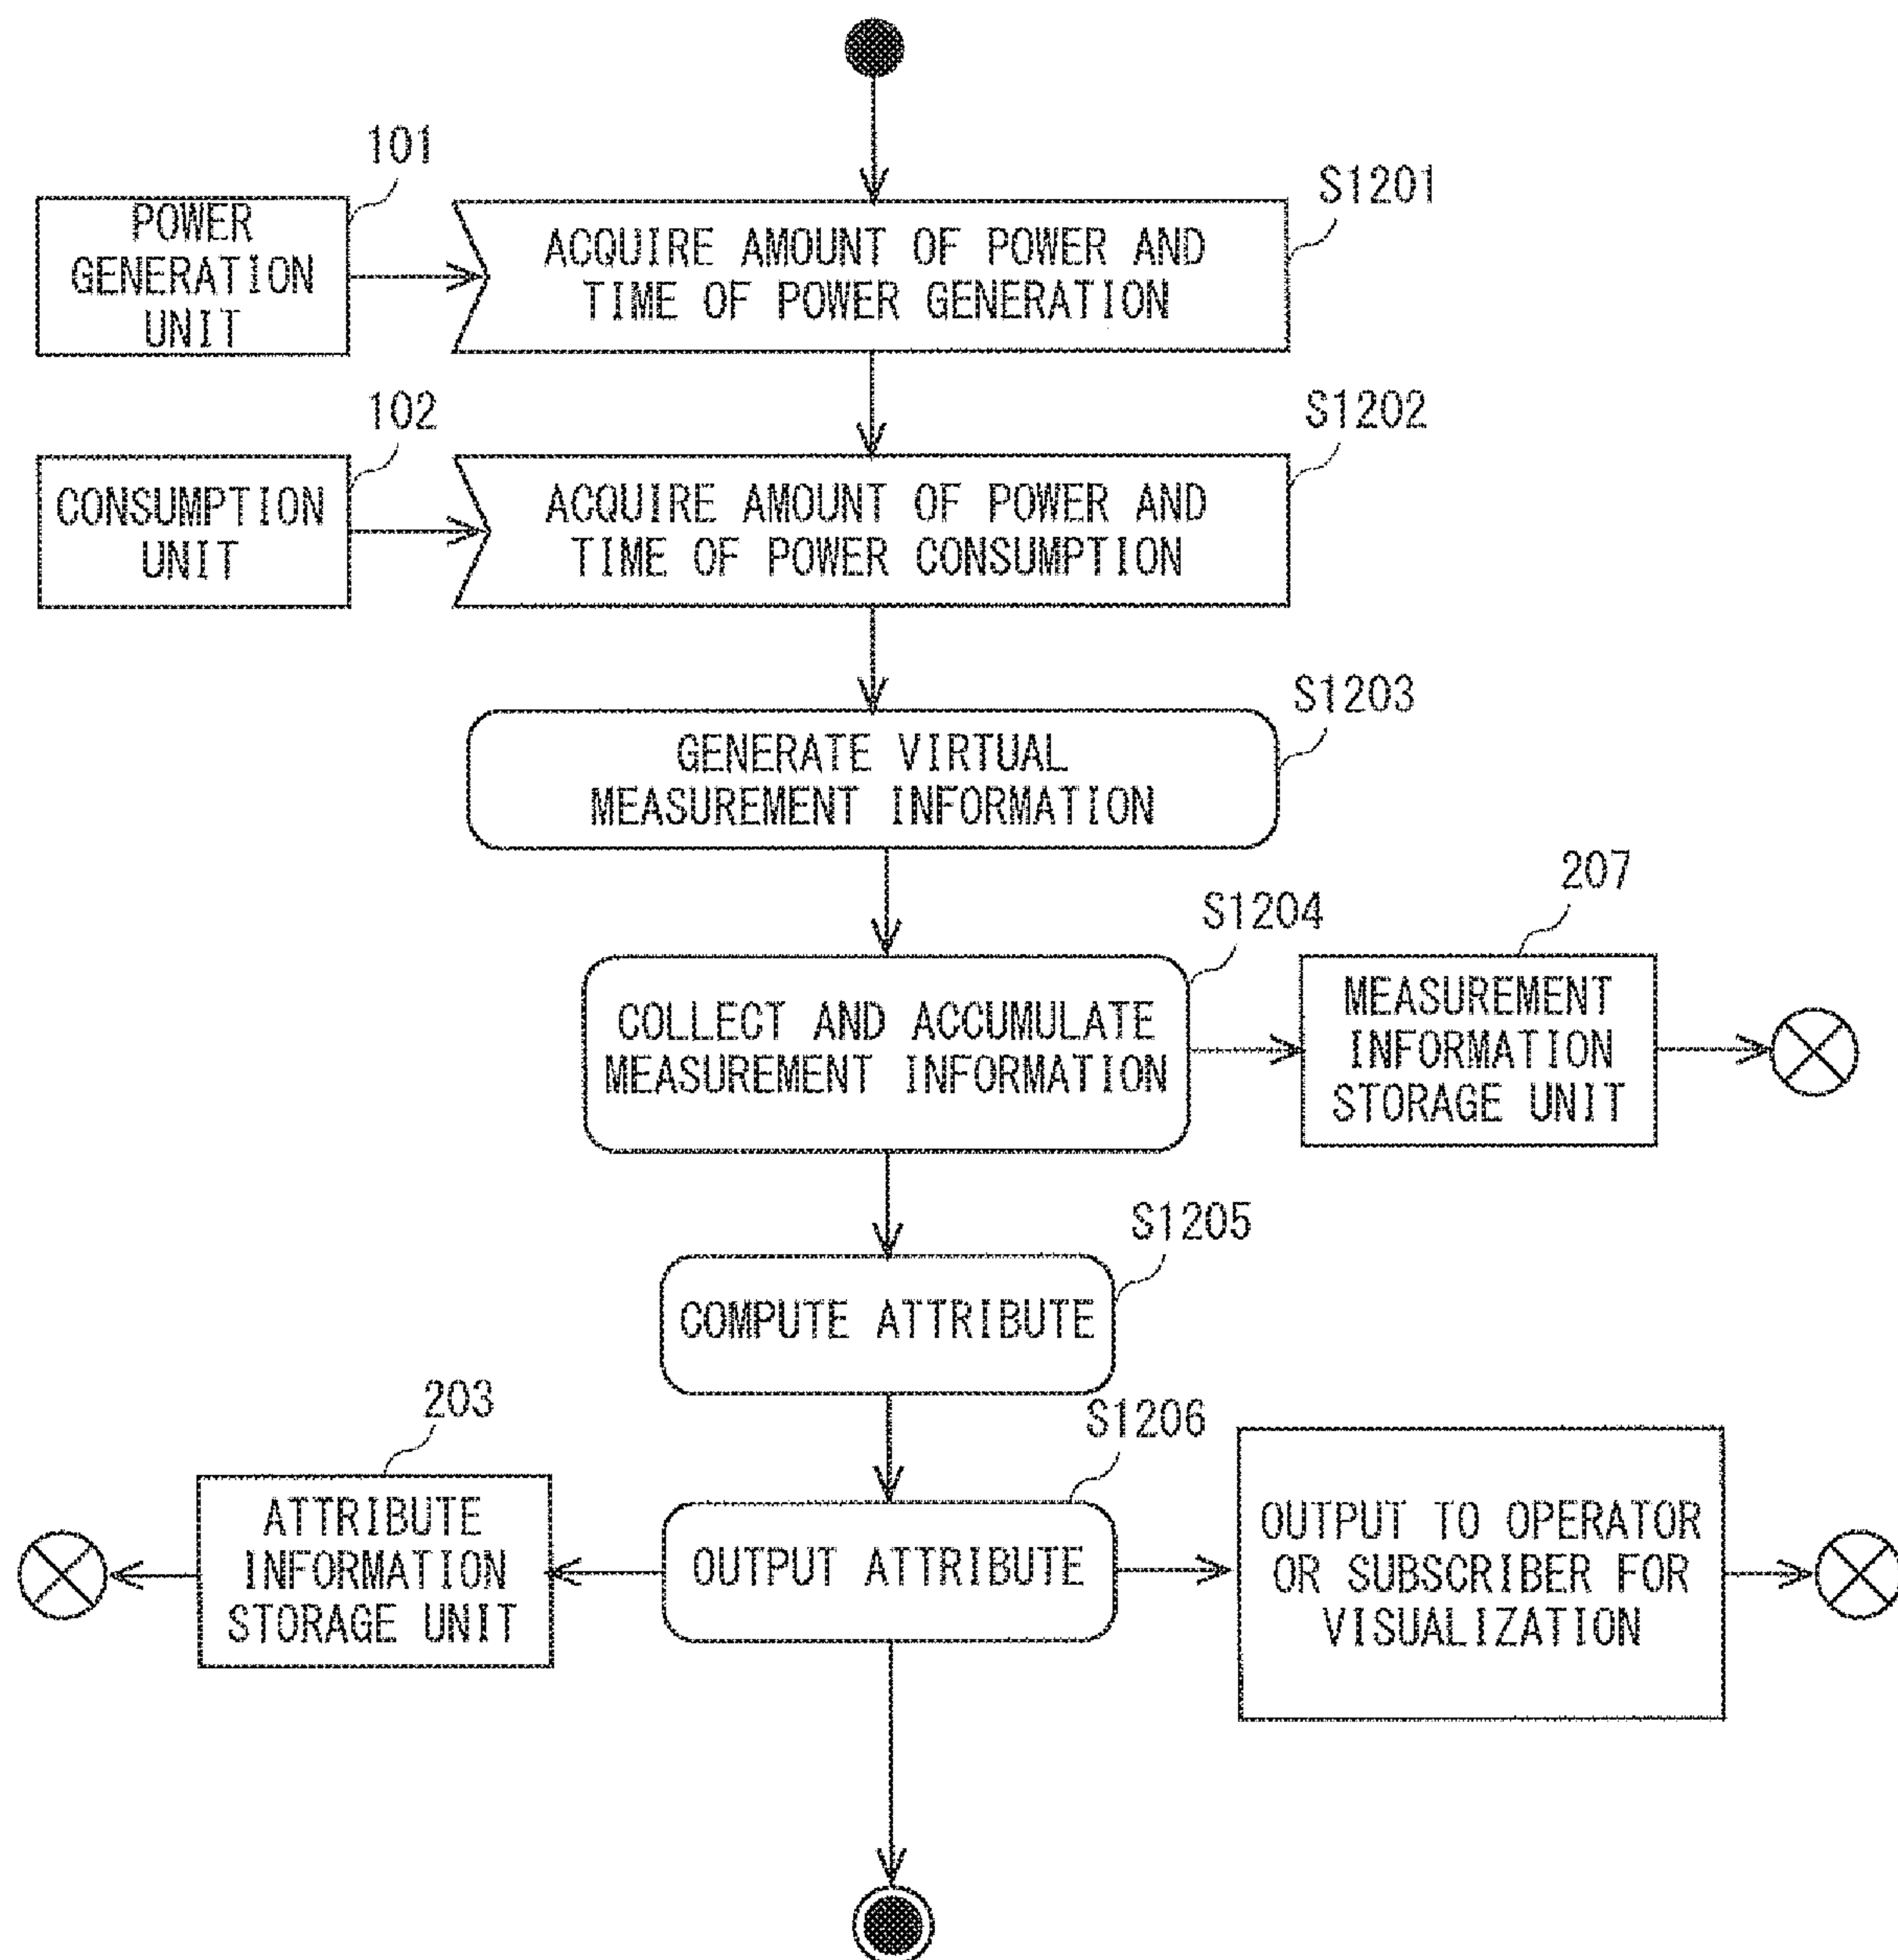 101
POWER
GENERATION
UNIT
S1201
ACQUIRE AMOUNT OF POWER AND
TIME OF POWER GENERATION
102
CONSUMPTION
UNIT
S1202
ACQUIRE AMOUNT OF POWER AND
TIME OF POWER CONSUMPTION
S1203
GENERATE VIRTUAL
MEASUREMENT INFORMATION
S1204
COLLECT AND ACCUMULATE
MEASUREMENT INFORMATION
207
MEASUREMENT
INFORMATION
STORAGE UNIT
S1205
COMPUTE ATTRIBUTE
203
ATTRIBUTE
INFORMATION
STORAGE UNIT
S1206
OUTPUT ATTRIBUTE
OUTPUT TO OPERATOR
OR SUBSCRIBER FOR
VISUALIZATION